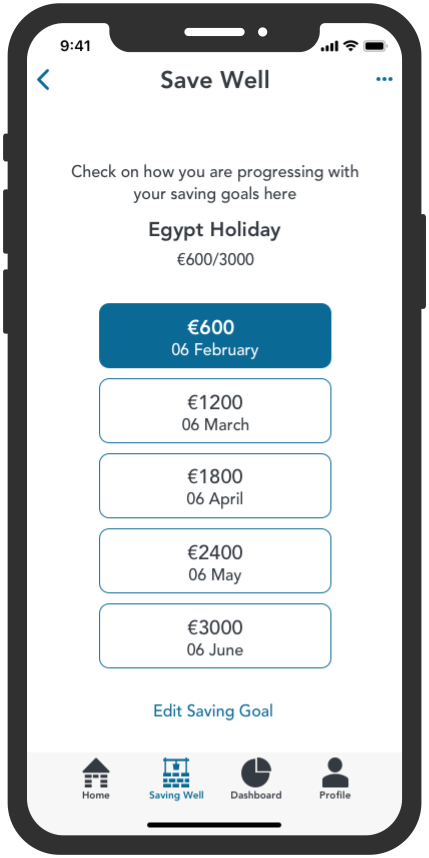 9:41
Save Well
Check on how you are progressing with
your saving goals here
Egypt Holiday
€600/3000
€600
06 February
€1200
06 March
€1800
06 April
€2400
06 May
€3000
06 June
Edit Saving Goal
Home
Saving Well
Dashboard
Profile